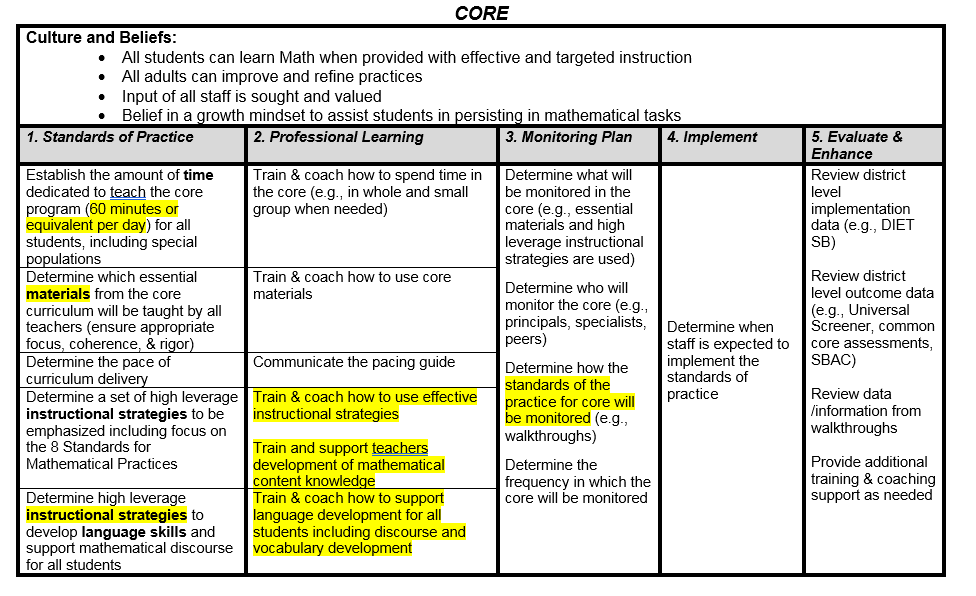 CORE
Culture and Beliefs:
• All students can learn Math when provided with effective and targeted instruction
• All adults can improve and refine practices
• Input of all staff is sought and valued
• Belief in a growth mindset to assist students in persisting in mathematical tasks
1. Standards of Practice
2. Professional Learning
3. Monitoring Plan
4. Implement
5. Evaluate &
Enhance
Establish the amount of time
dedicated to teach the core
program (60 minutes or
equivalent per day) for all
students, including special
populations
Train & coach how to spend time in
the core (e.g., in whole and small
group when needed)
Determine which essential
materials from the core
curriculum will be taught by all
teachers (ensure appropriate
focus, coherence, & rigor)
Train & coach how to use core
materials
Determine the pace of
curriculum delivery
Communicate the pacing guide
Determine a set of high leverage
instructional strategies to be
emphasized including focus on
the 8 Standards for
Mathematical Practices
Train & coach how to use effective
instructional strategies
Train and support teachers
development of mathematical
content knowledge
Determine high leverage
instructional strategies to
develop language skills and
support mathematical discourse
for all students
Train & coach how to support
language development for all
students including discourse and
vocabulary development
Determine what will
be monitored in the
core (e.g., essential
materials and high
leverage instructional
strategies are used)
Determine who will
monitor the core (e.g.,
principals, specialists,
peers)
Determine how the
standards of the
practice for core will
be monitored (e.g.,
walkthroughs)
Determine the
frequency in which the
core will be monitored
Determine when
staff is expected to
implement the
standards of
practice
Review district
level
implementation
data (e.g., DIET
SB)
Review district
level outcome data
(e.g., Universal
Screener, common
core assessments,
SBAC)
Review data
/information from
walkthroughs
Provide additional
training & coaching
support as needed